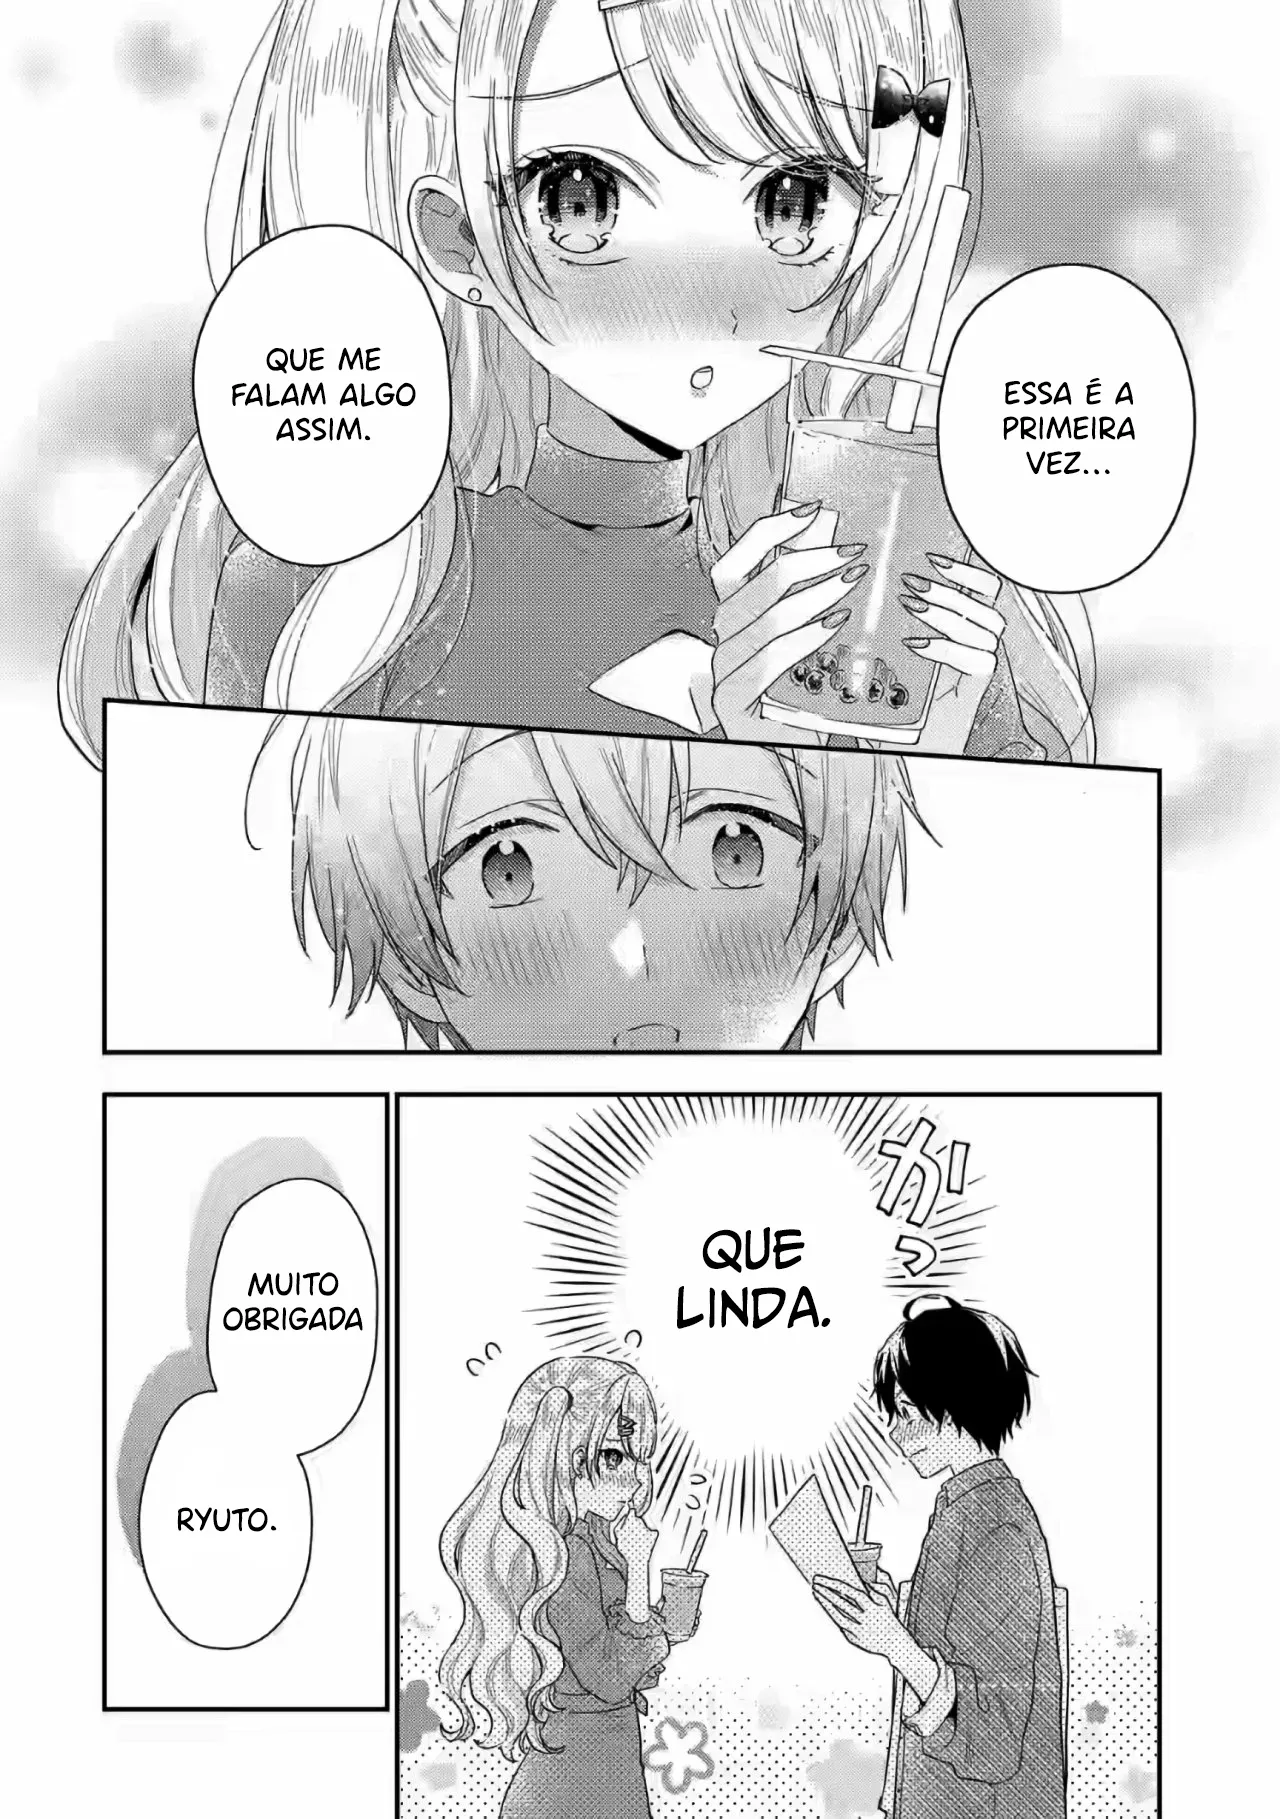 ESSA É A
PRIMEIRA
VEZ...
QUE ME
FALAM ALGO
ASSIM.
かっ
QUE
LINDA.
MUITO
OBRIGADA
RYUTO.